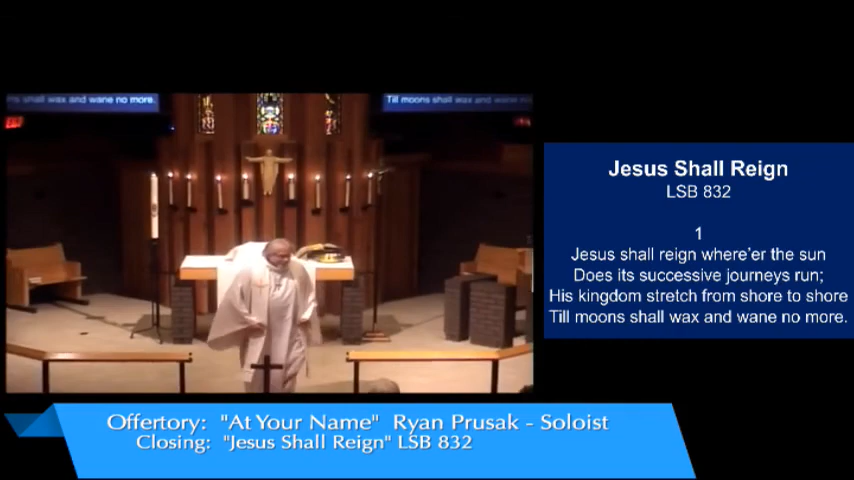 s shall wax and wane no more.
Till moons shall wax and wane no
Jesus Shall Reign
LSB 832
1
Jesus shall reign where'er the sun
Does its successive journeys run;
His kingdom stretch from shore to shore
Till moons shall wax and wane no more.
Offertory: "At Your Name" Ryan Prusak - Soloist
Closing: "Jesus Shall Reign" LSB 832